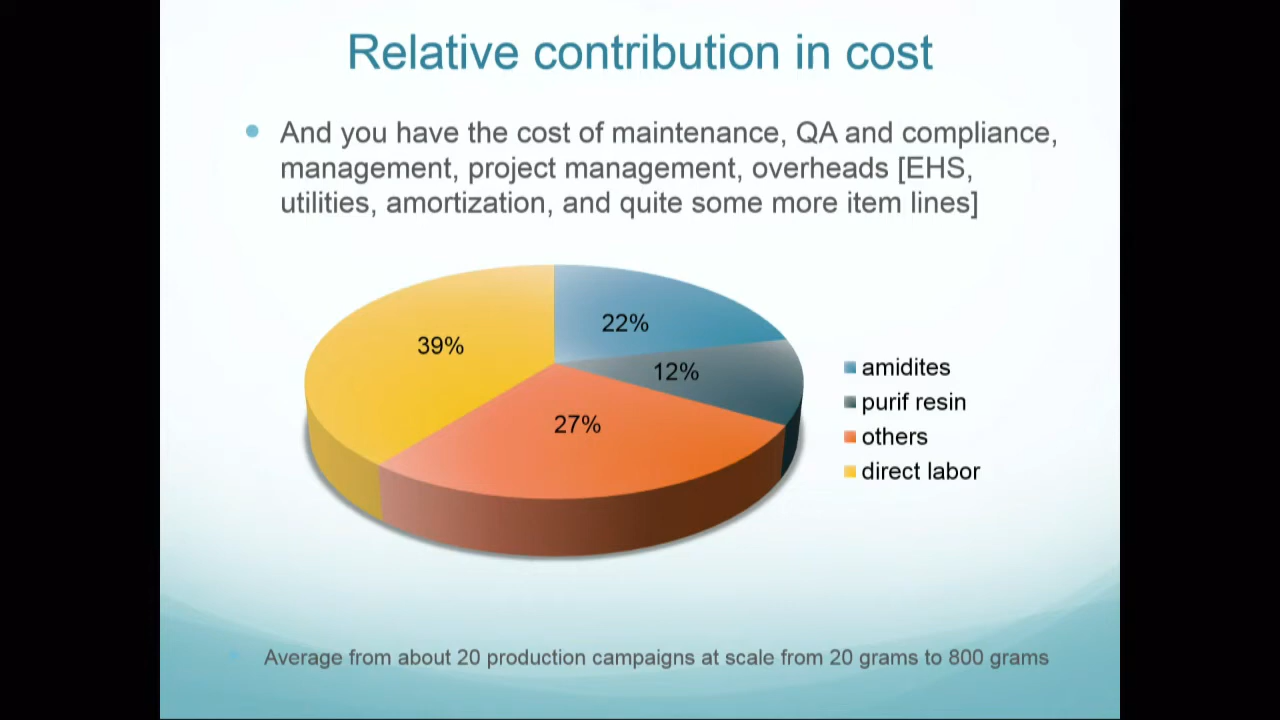 Relative contribution in cost
And you have the cost of maintenance, QA and compliance,
management, project management, overheads [EHS,
utilities, amortization, and quite some more item lines]
22%
39%
12%
27%
amidites
purif resin
others
direct labor
Average from about 20 production campaigns at scale from 20 grams to 800 grams